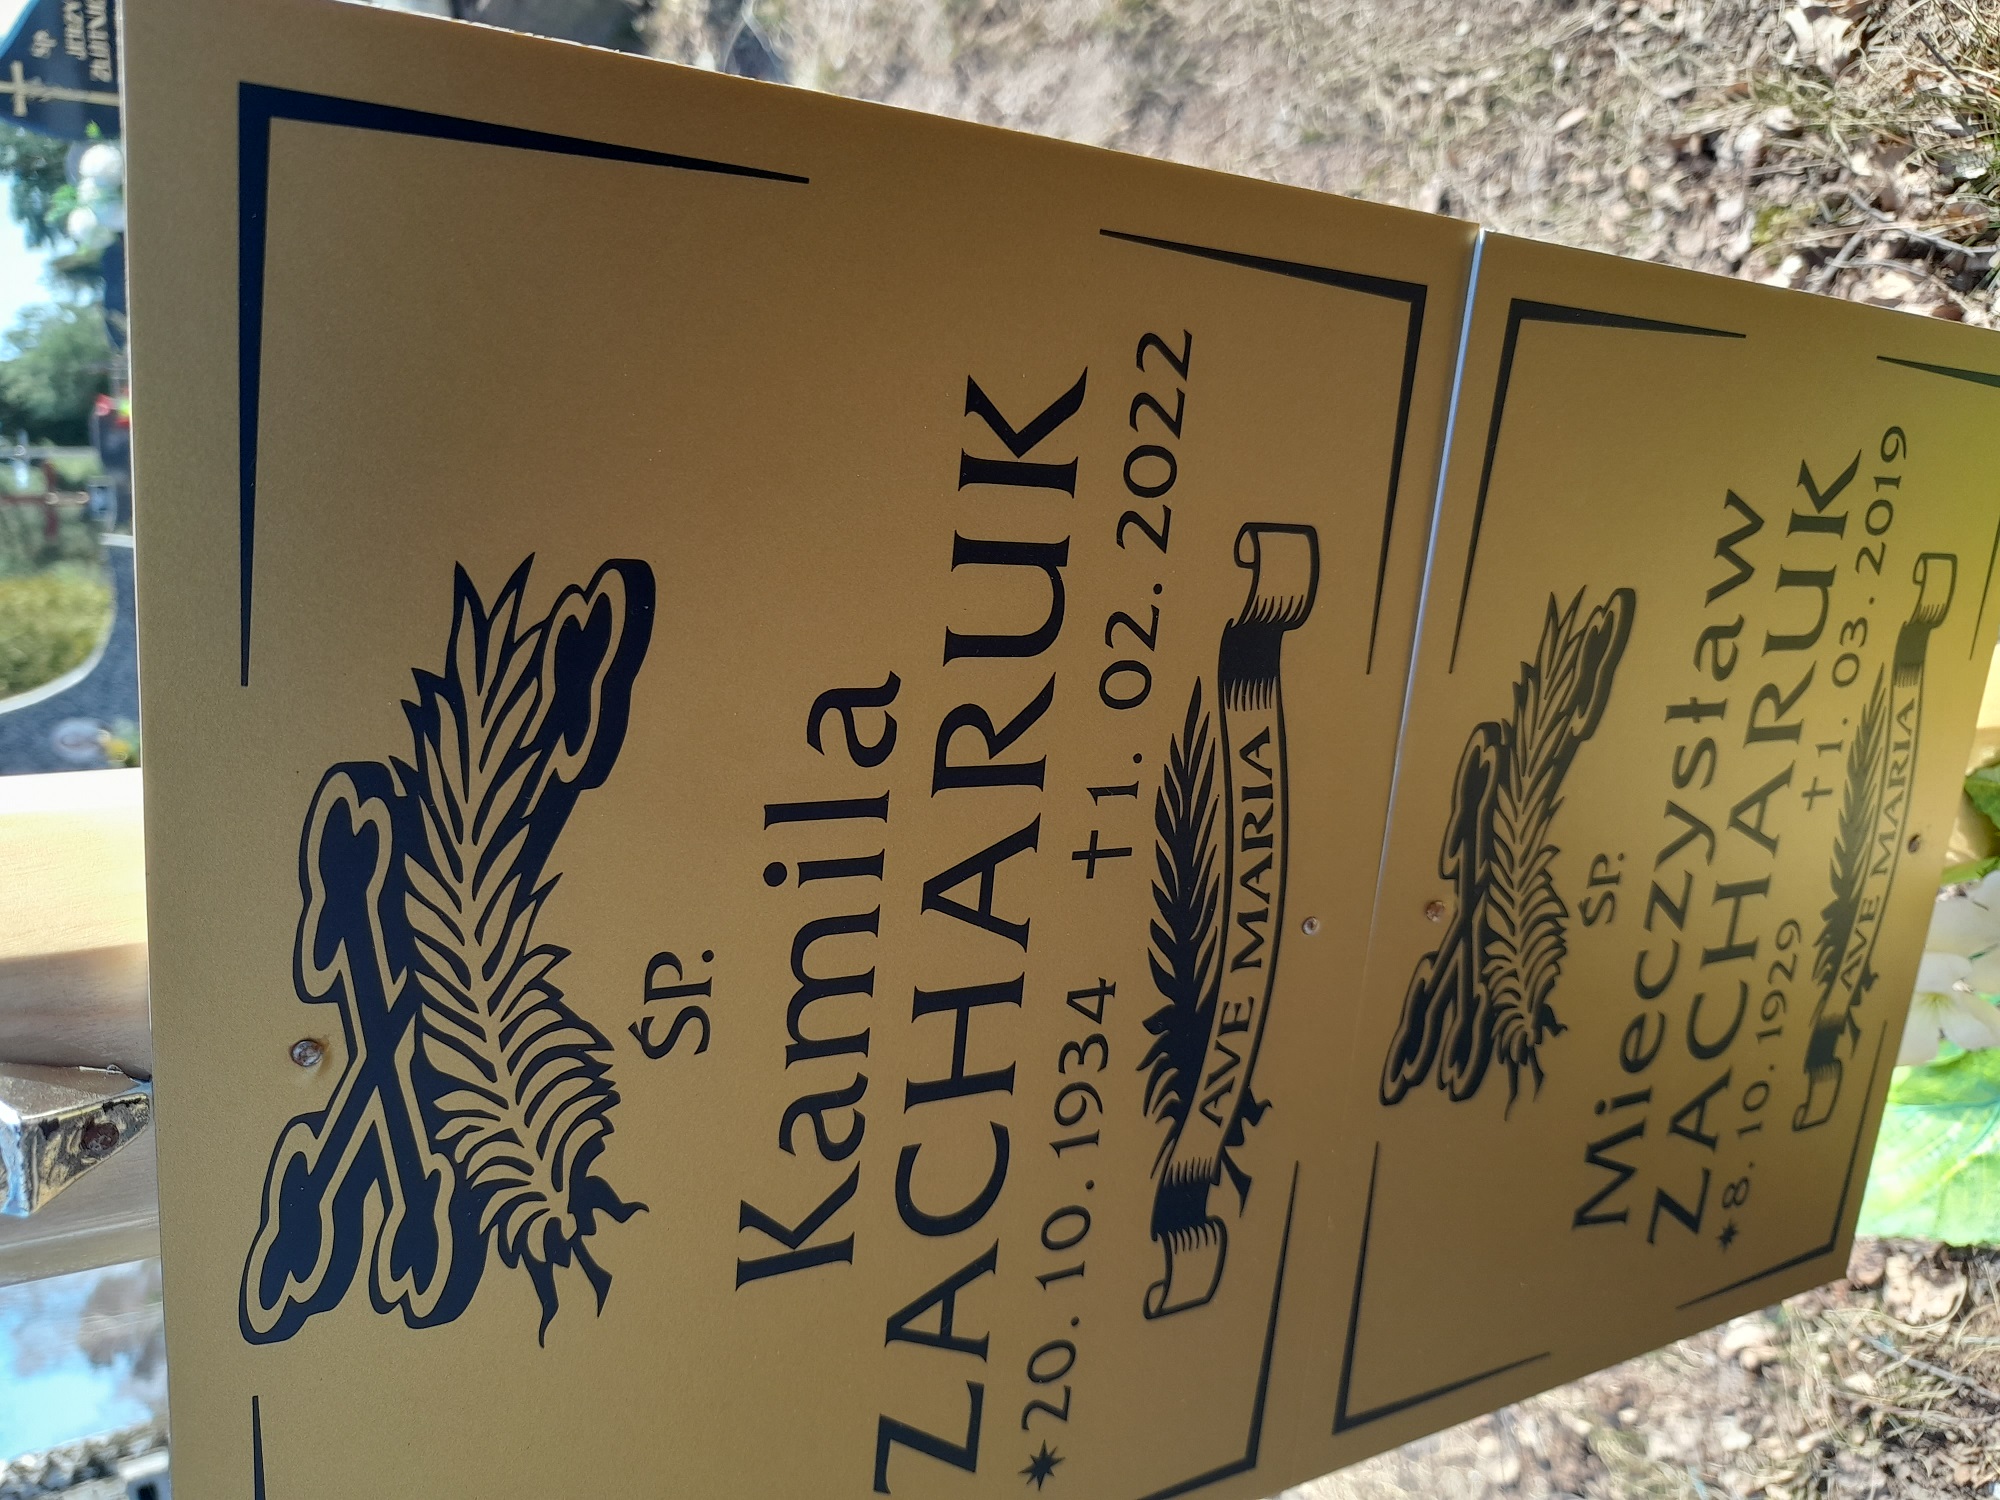 ŚP.
Kamila
ZACHARUK
*20.10.1934 †1.02.2022
AVE MARIA
ŚP.
Mieczysław
ZACHARUK
*8.10.1929 †1.03.2019
AVE MARIA